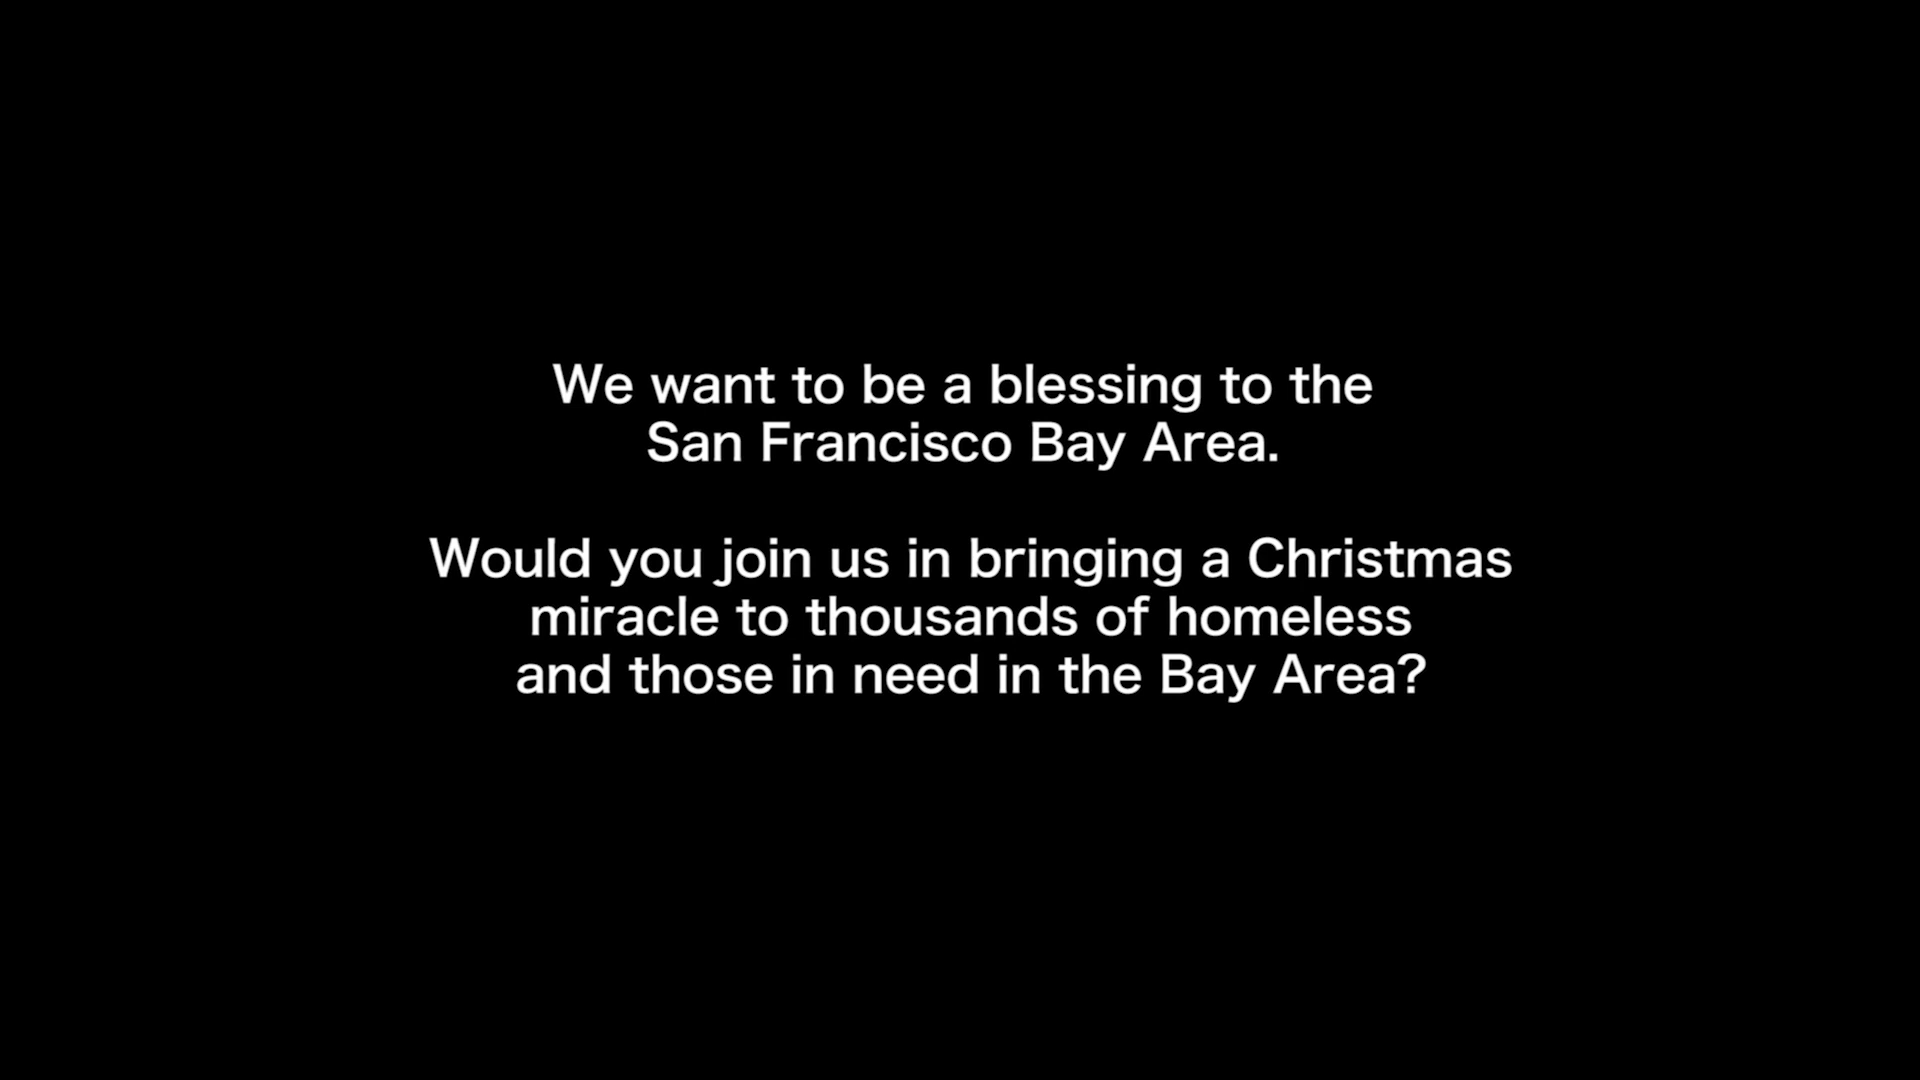 We want to be a blessing to the
San Francisco Bay Area.
Would you join us in bringing a Christmas
miracle to thousands of homeless
and those in need in the Bay Area?